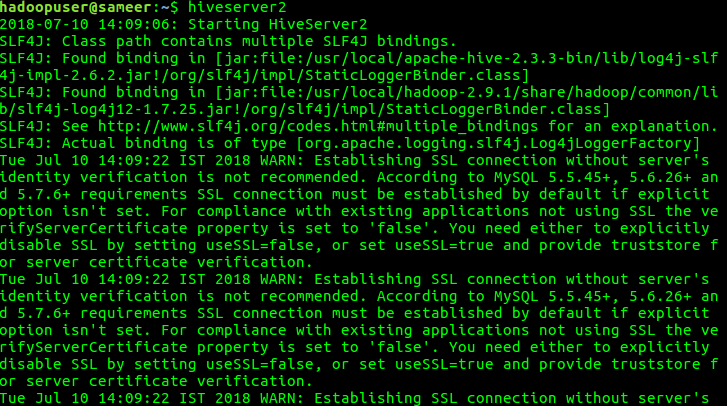 hadoopuser@sameer:~$ hiveserver2
2018-07-10 14:09:06: Starting HiveServer2
SLF4J: Class path contains multiple SLF4J bindings.
SLF4J: Found binding in [jar:file:/usr/local/apache-hive-2.3.3-bin/lib/log4j-slf
4j-impl-2.6.2.jar!/org/slf4j/impl/StaticLoggerBinder.class]
SLF4J: Found binding in [jar:file:/usr/local/hadoop-2.9.1/share/hadoop/common/li
b/slf4j-log4j12-1.7.25.jar!/org/slf4j/impl/StaticLoggerBinder.class]
SLF4J: See http://www.slf4j.org/codes.html#multiple_bindings for an explanation.
SLF4J: Actual binding is of type [org.apache.logging.slf4j.Log4jLoggerFactory]
Tue Jul 10 14:09:22 IST 2018 WARN: Establishing SSL connection without server's
identity verification is not recommended. According to MySQL 5.5.45+, 5.6.26+ an
d 5.7.6+ requirements SSL connection must be established by default if explicit
option isn't set. For compliance with existing applications not using SSL the ve
rifyServerCertificate property is set to 'false'. You need either to explicitly
disable SSL by setting useSSL=false, or set useSSL=true and provide truststore f
or server certificate verification.
Tue Jul 10 14:09:22 IST 2018 WARN: Establishing SSL connection without server's
identity verification is not recommended. According to MySQL 5.5.45+, 5.6.26+ an
d 5.7.6+ requirements SSL connection must be established by default if explicit
option isn't set. For compliance with existing applications not using SSL the ve
rifyServerCertificate property is set to 'false'. You need either to explicitly
disable SSL by setting useSSL=false, or set useSSL=true and provide truststore f
or server certificate verification.
Tue Jul 10 14:09:22 IST 2018 WARN: Establishing SSL connection without server's